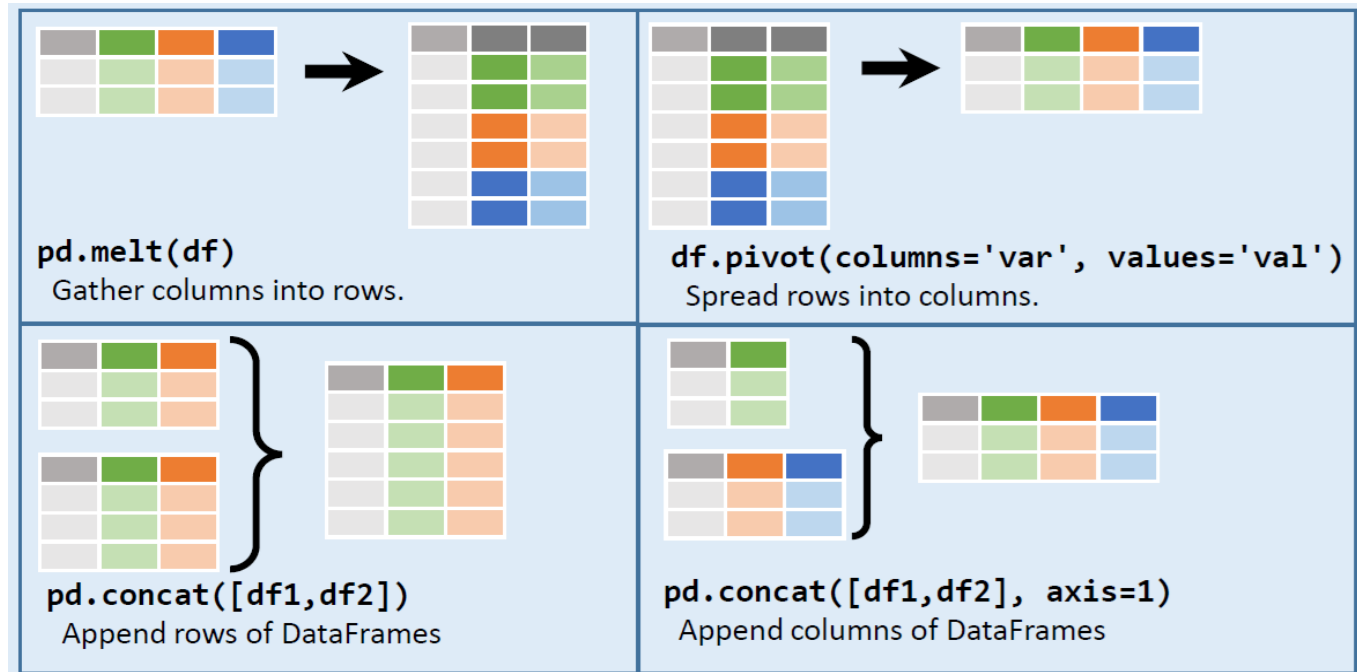 pd.melt(df)
Gather columns into rows.
df.pivot(columns='var', values='val')
Spread rows into columns.
pd.concat([df1,df2])
Append rows of DataFrames
pd.concat([df1,df2], axis=1)
Append columns of DataFrames